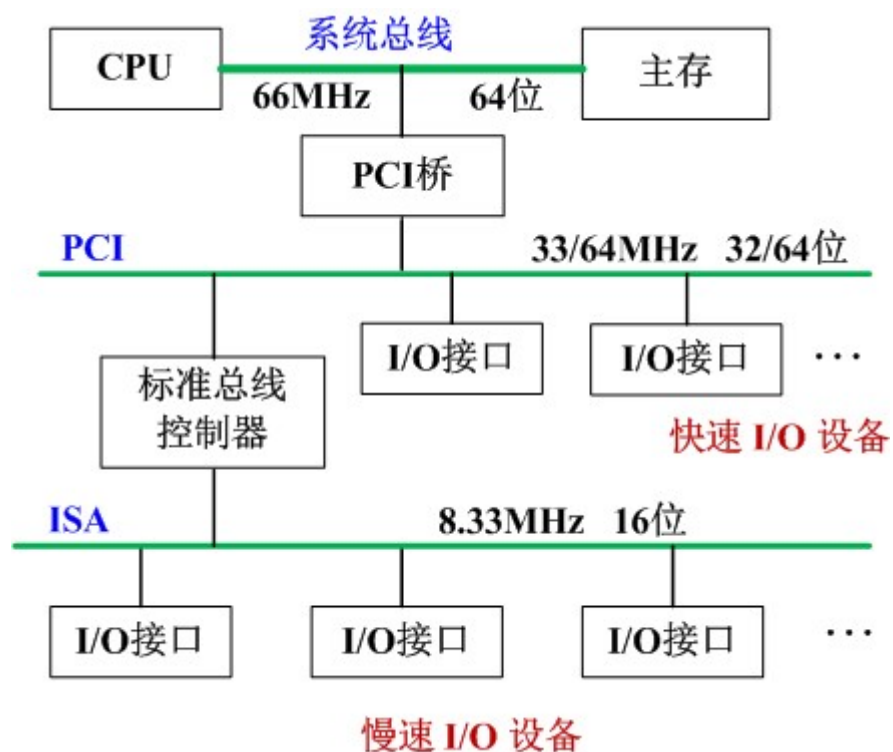 系统总线
CPU
66MHz 64位
主存
PCI桥
PCI
33/64MHz 32/64位
I/O接口
I/O接口
...
标准总线
控制器
快速 I/O 设备
ISA
8.33MHz 16位
I/O接口
I/O接口
I/O接口
...
慢速 I/O 设备